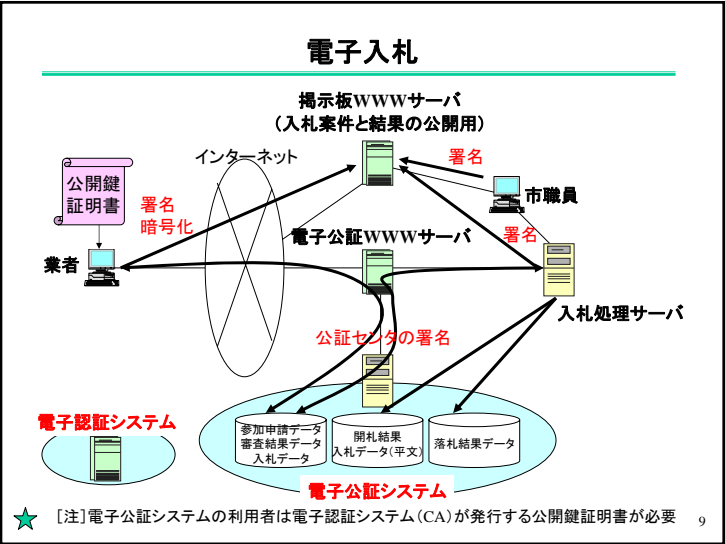 電子入札
掲示板WWWサーバ
（入札案件と結果の公開用）
インターネット
署名
公開鍵
証明書
署名
暗号化
市職員
電子公証WWWサーバ
署名
業者
入札処理サーバ
公証センタの署名
電子認証システム
参加申請データ
審査結果データ
入札データ
開札結果
入札データ（平文）
落札結果データ
電子公証システム
［注］電子公証システムの利用者は電子認証システム（CA）が発行する公開鍵証明書が必要
9